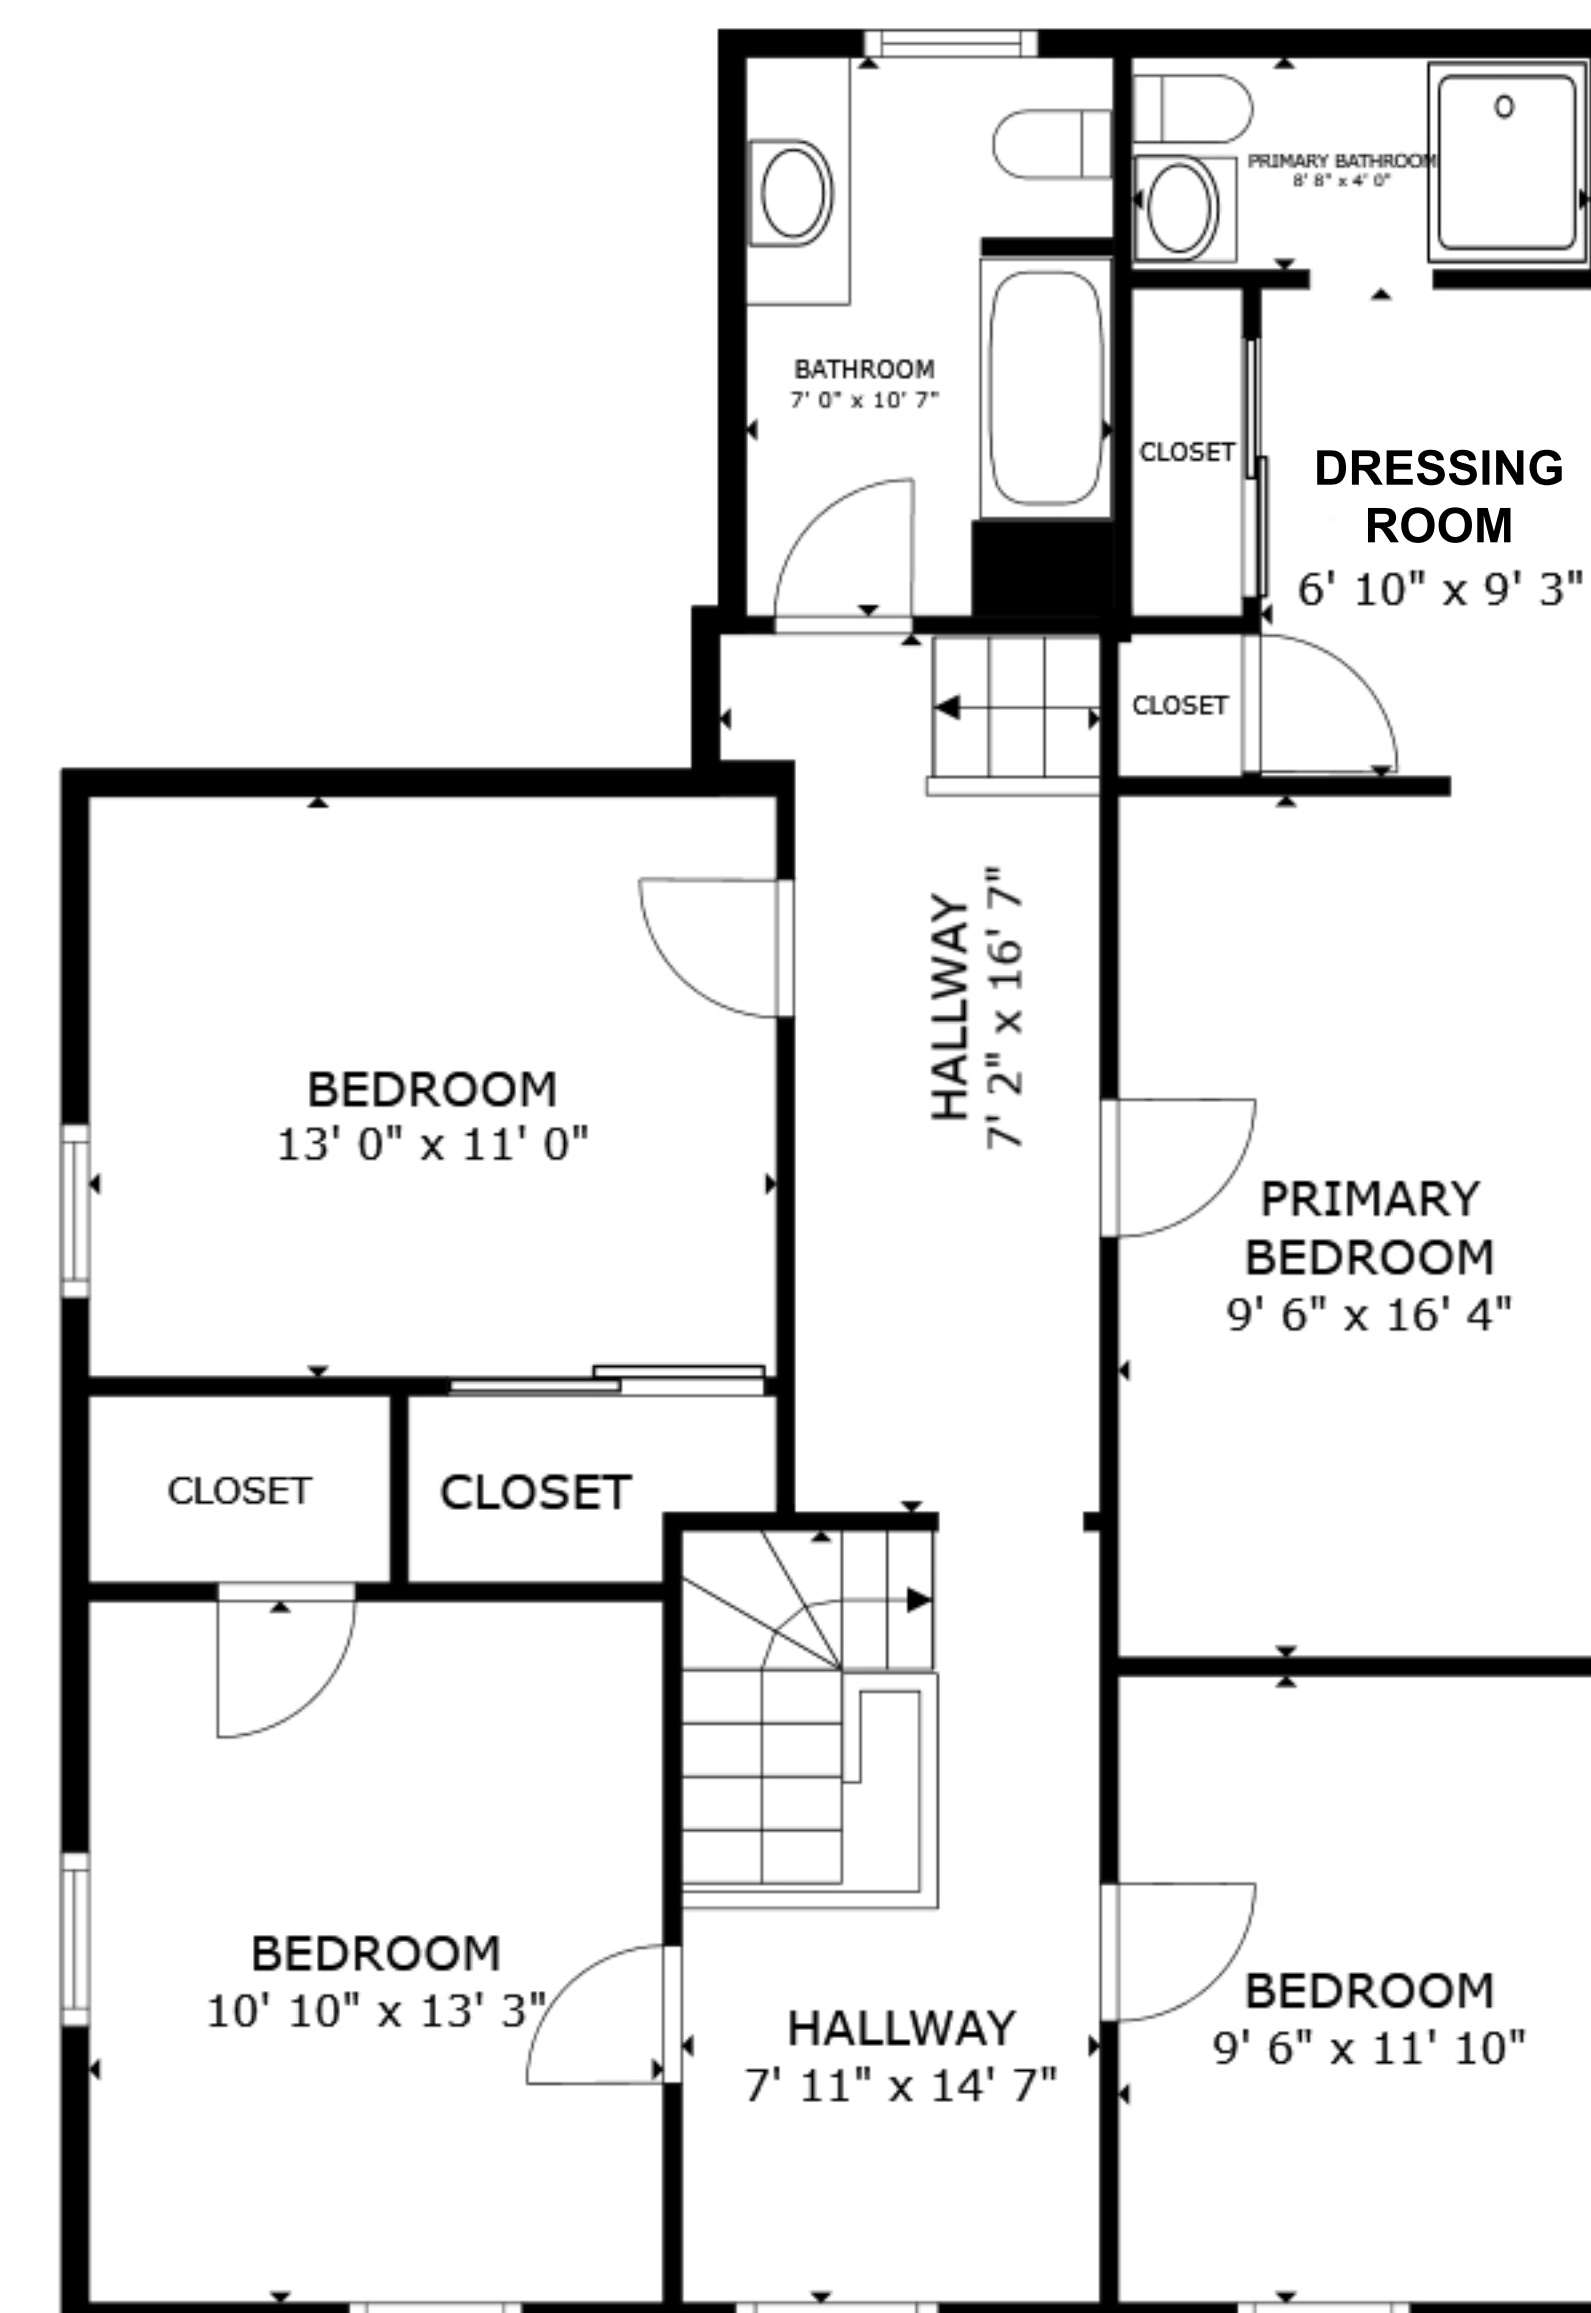 PRIMARY BATHROOM
8' 8" x 4' 0"
BATHROOM
7' 0" x 10' 7"
CLOSET
DRESSING
ROOM
6' 10" x 9' 3"
CLOSET
HALLWAY
7' 2" x 16' 7"
BEDROOM
13' 0" x 11' 0"
PRIMARY
BEDROOM
9' 6" x 16' 4"
CLOSET
CLOSET
BEDROOM
10' 10" x 13' 3"
HALLWAY
7' 11" x 14' 7"
BEDROOM
9' 6" x 11' 10"